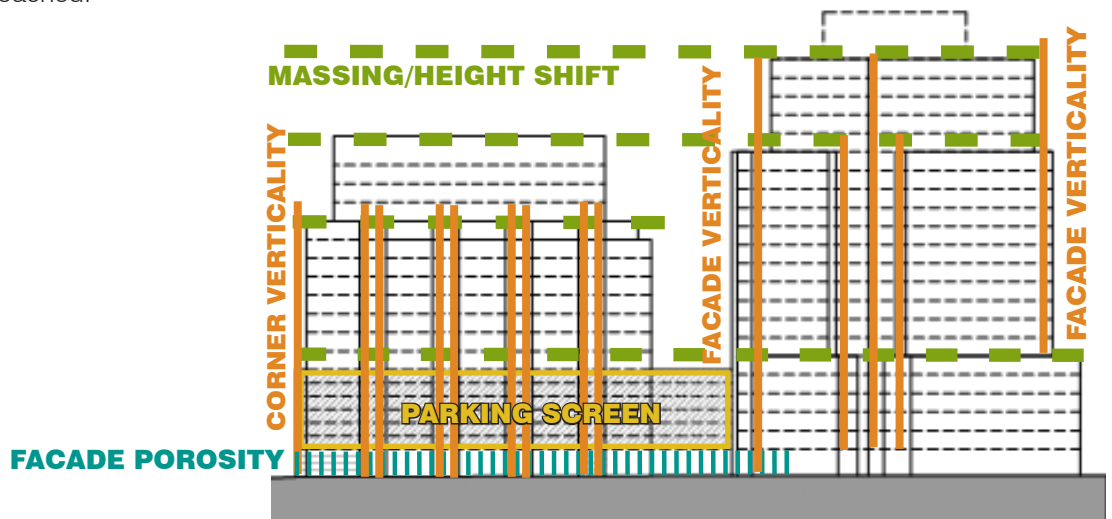 MASSING/HEIGHT SHIFT
CORNER VERTICALITY
FACADE VERTICALITY
FACADE VERTICALITY
PARKING SCREEN
FACADE POROSITY